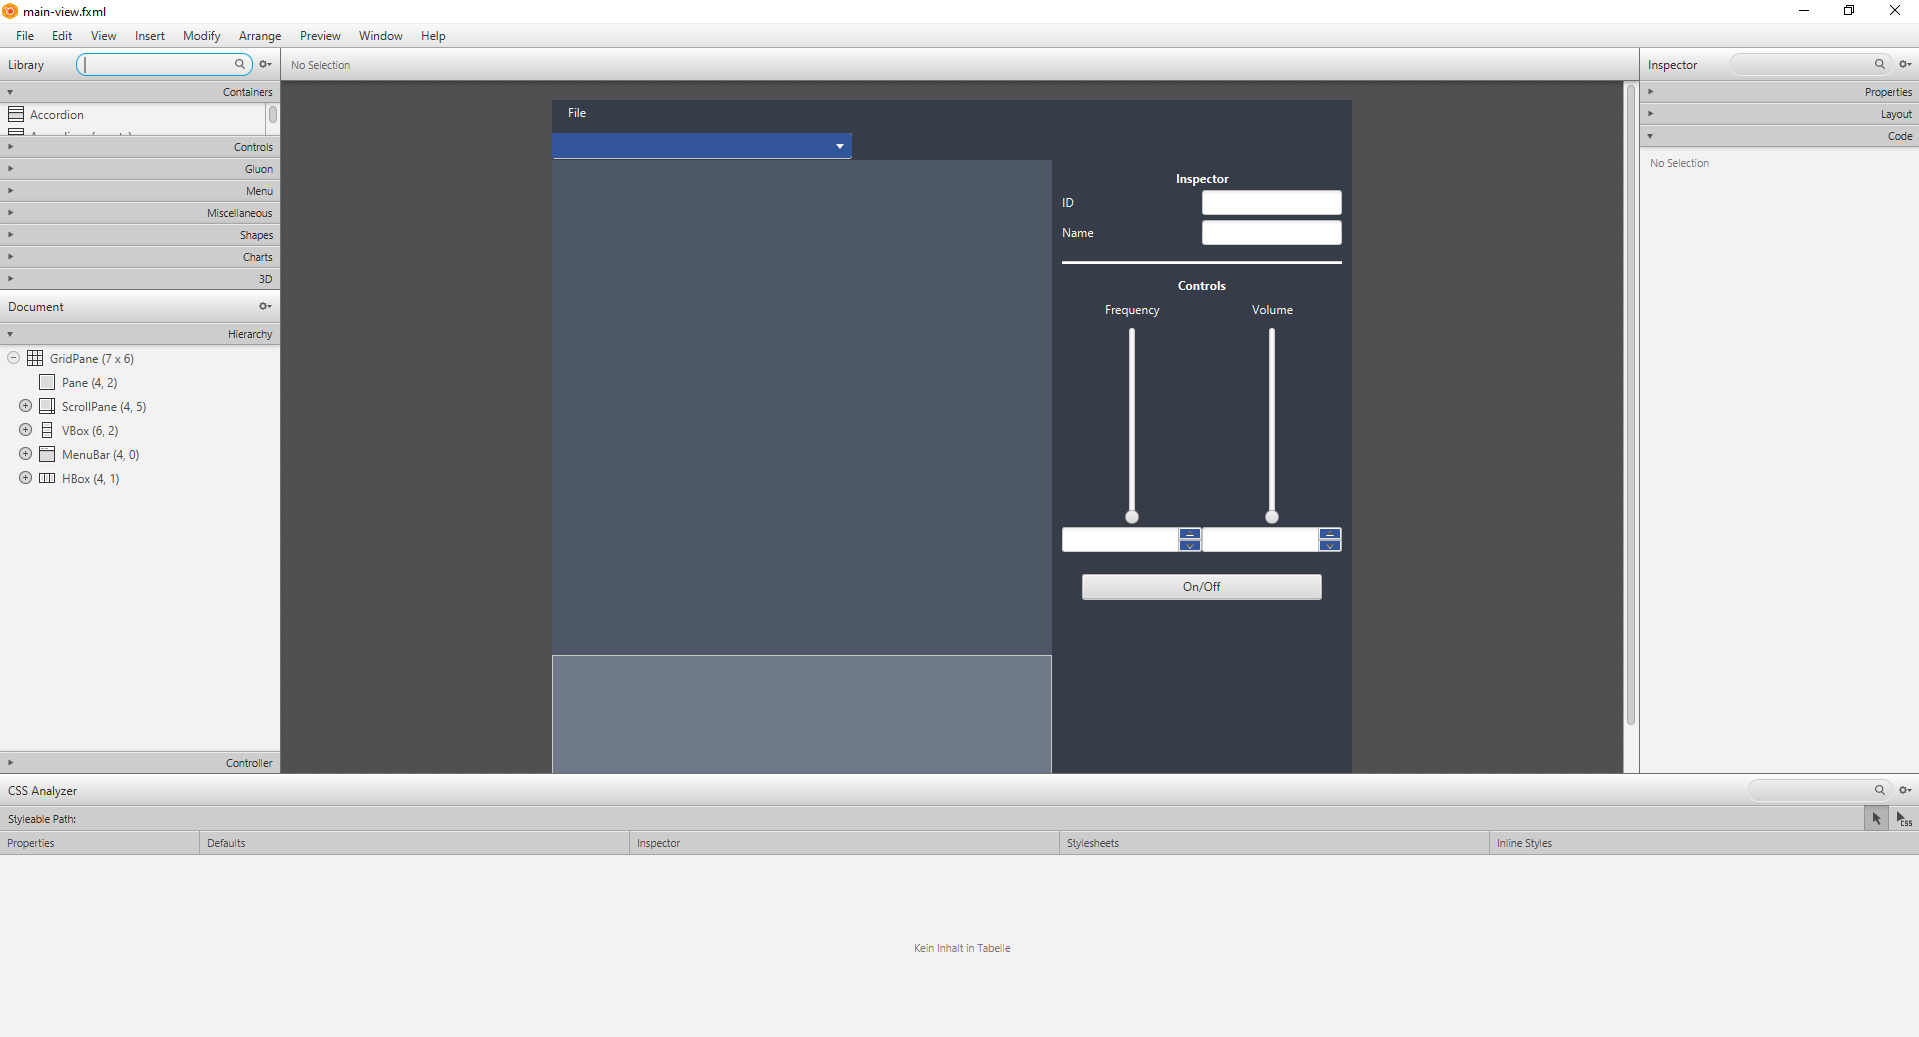 main-view.fxml
File Edit View Insert Modify Arrange Preview Window Help
Library
No Selection
Inspector
Containers
Accordion
Controls
Gluon
Menu
Miscellaneous
Shapes
Charts
3D
Document
Hierarchy
GridPane (7 x 6)
Pane (4, 2)
ScrollPane (4, 5)
VBox (6, 2)
MenuBar (4, 0)
HBox (4, 1)
Controller
File
Inspector
ID
Name
Controls
Frequency Volume
On/Off
Properties
Layout
Code
No Selection
CSS Analyzer
Styleable Path:
CSS
Properties Defaults Inspector Stylesheets Inline Styles
Kein Inhalt in Tabelle